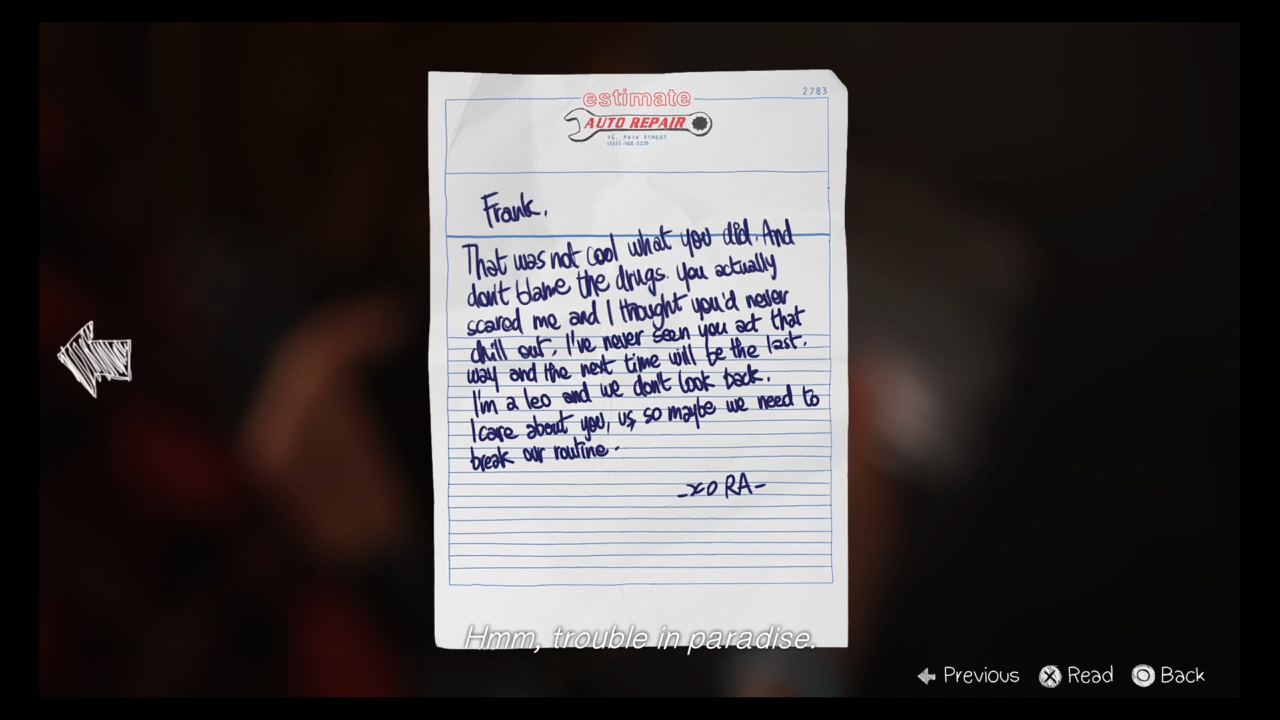 2783
estimate
AUTO REPAIR
Frank,
That was not cool what you did. And
don't blame the drugs. You actually
scared me and I thought you'd never
chill out. I've never seen you act that
way and the next time will be the last.
I'm a leo and we don't look back.
I care about you, us, so maybe we need to
break our routine.
-xo RA-
Hmm, trouble in paradise.
Previous Read Back